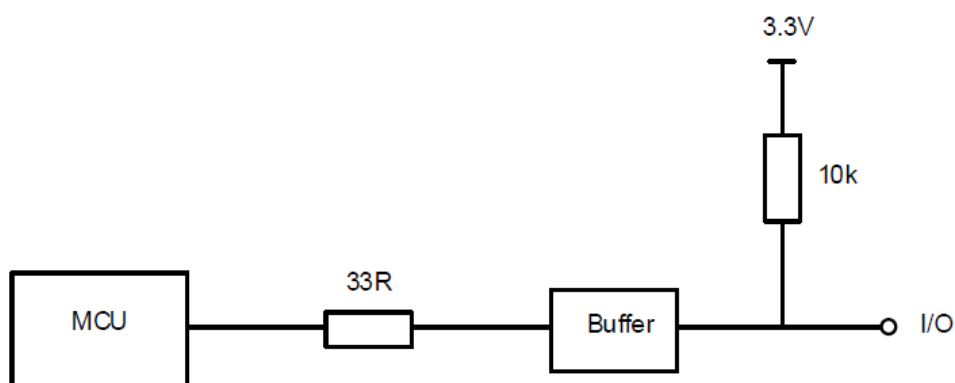 3.3V
10k
33R
MCU
Buffer
I/O